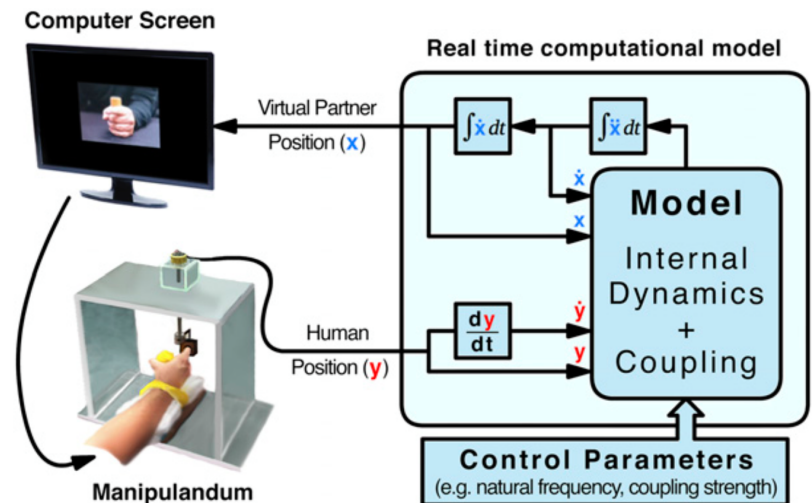 Computer Screen
Real time computational model
Virtual Partner
Position (x)
∫ẋ dt
∫ẍ dt
ẋ
x
Model
Internal
Dynamics
+
Coupling
Human
Position (y)
dy
dt
ẏ
y
Control Parameters
(e.g. natural frequency, coupling strength)
Manipulandum